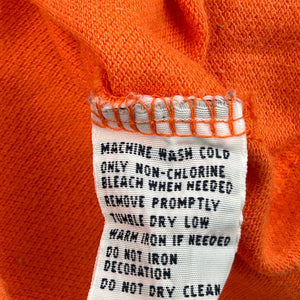 MACHINE WASH COLD
ONLY NON-CHLORINE
BLEACH WHEN NEEDED
REMOVE PROMPTLY
TUMBLE DRY LOW
WARM IRON IF NEEDED
DO NOT IRON
DECORATION
DO NOT DRY CLEAN